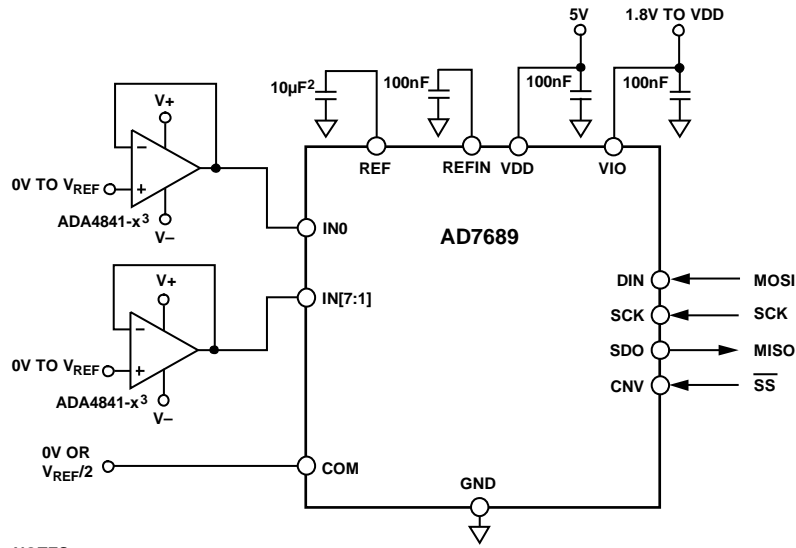 5V
1.8V TO VDD
10µF²
100nF
100nF
100nF
V+
REF
REFIN
VDD
VIO
−
+
0V TO VREF
ADA4841-x³
V–
IN0
AD7689
V+
IN[7:1]
DIN
MOSI
SCK
SCK
−
+
SDO
MISO
0V TO VREF
CNV
SS
ADA4841-x³
V–
0V OR
VREF/2
COM
GND